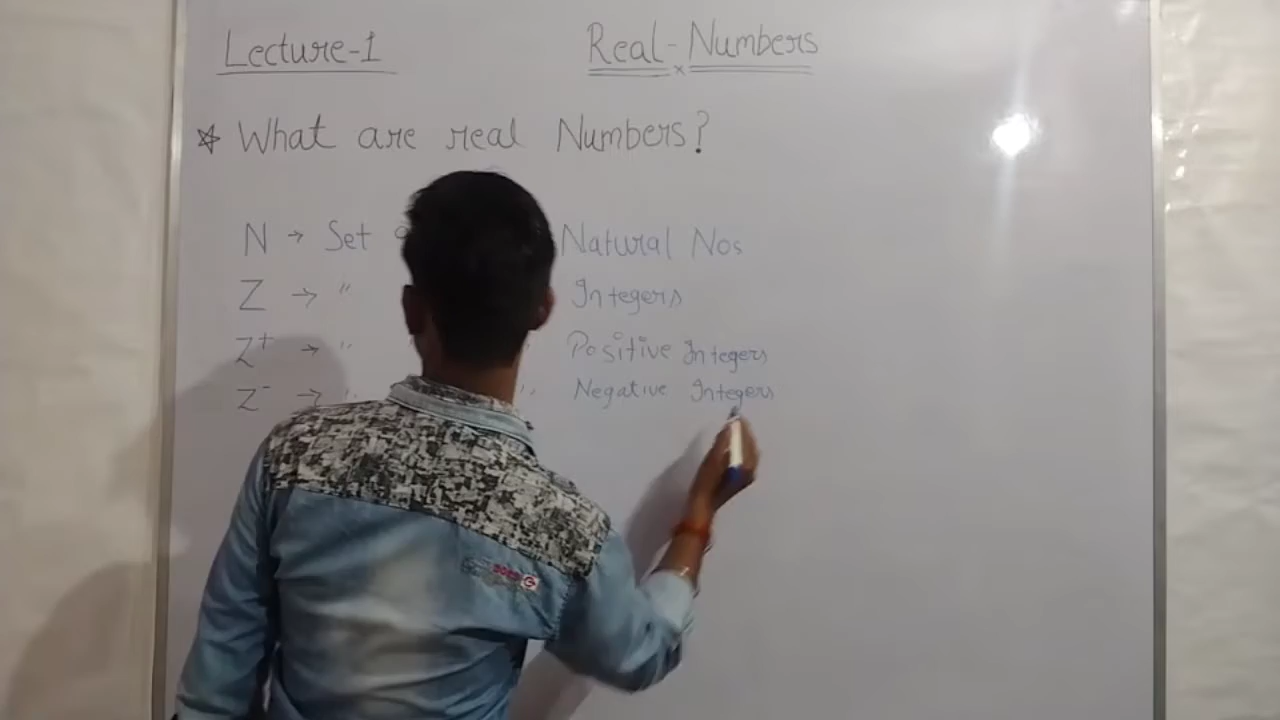 Lecture-1 Real-Numbers
☆ What are real Numbers?
N → Set Natural Nos
Z → " Integers
Z⁺ → " " Positive Integers
Z⁻ → " " Negative Integers